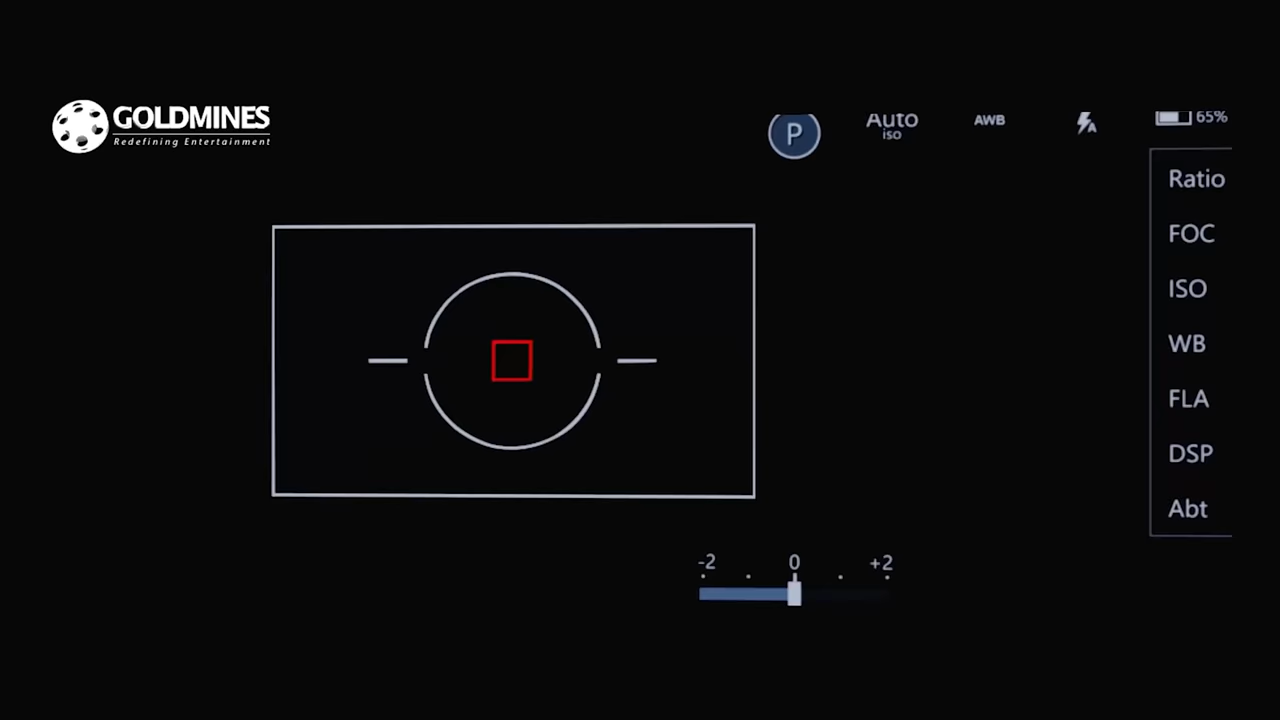 GOLDMINES
Redefining Entertainment
P
Auto
iso
AWB
A
65%
Ratio
FOC
ISO
WB
FLA
DSP
Abt
-2 0 +2